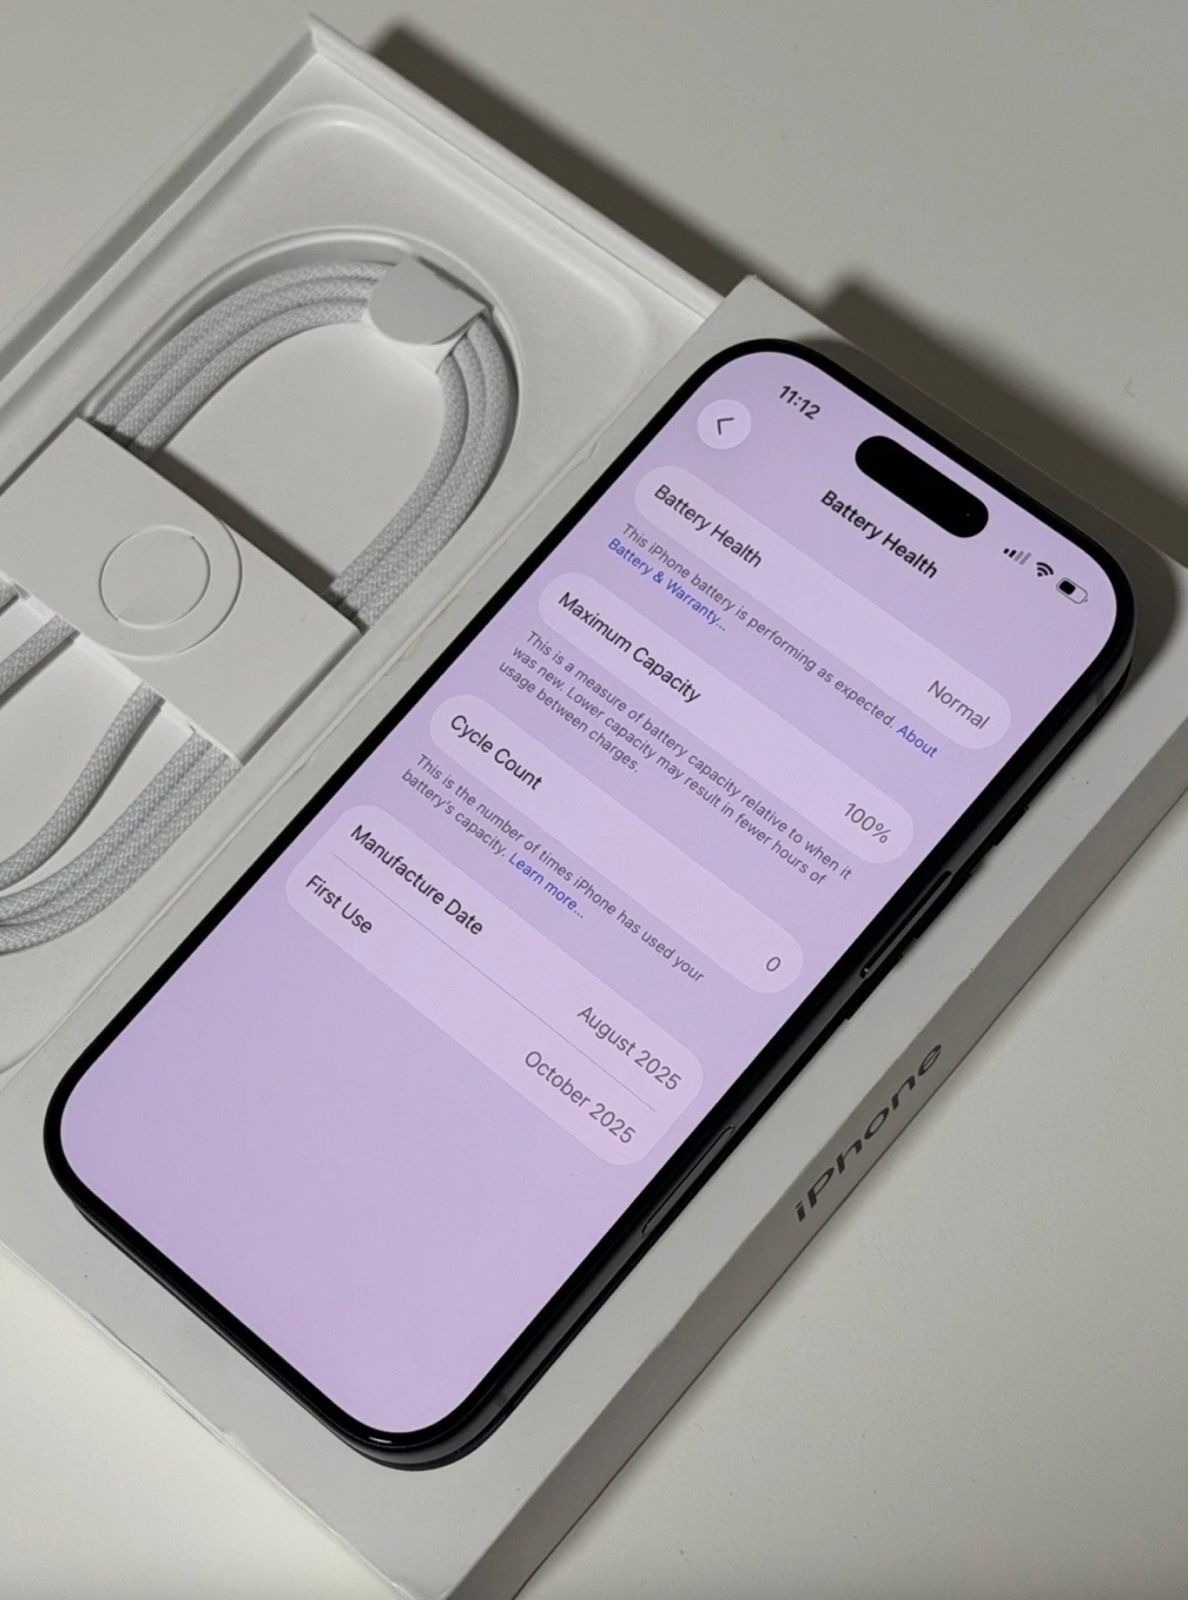 11:12
Battery Health
Battery Health Normal
This iPhone battery is performing as expected. About
Battery & Warranty...
Maximum Capacity 100%
This is a measure of battery capacity relative to when it
was new. Lower capacity may result in fewer hours of
usage between charges.
Cycle Count 0
This is the number of times iPhone has used your
battery's capacity. Learn more...
Manufacture Date August 2025
First Use October 2025
iPhone